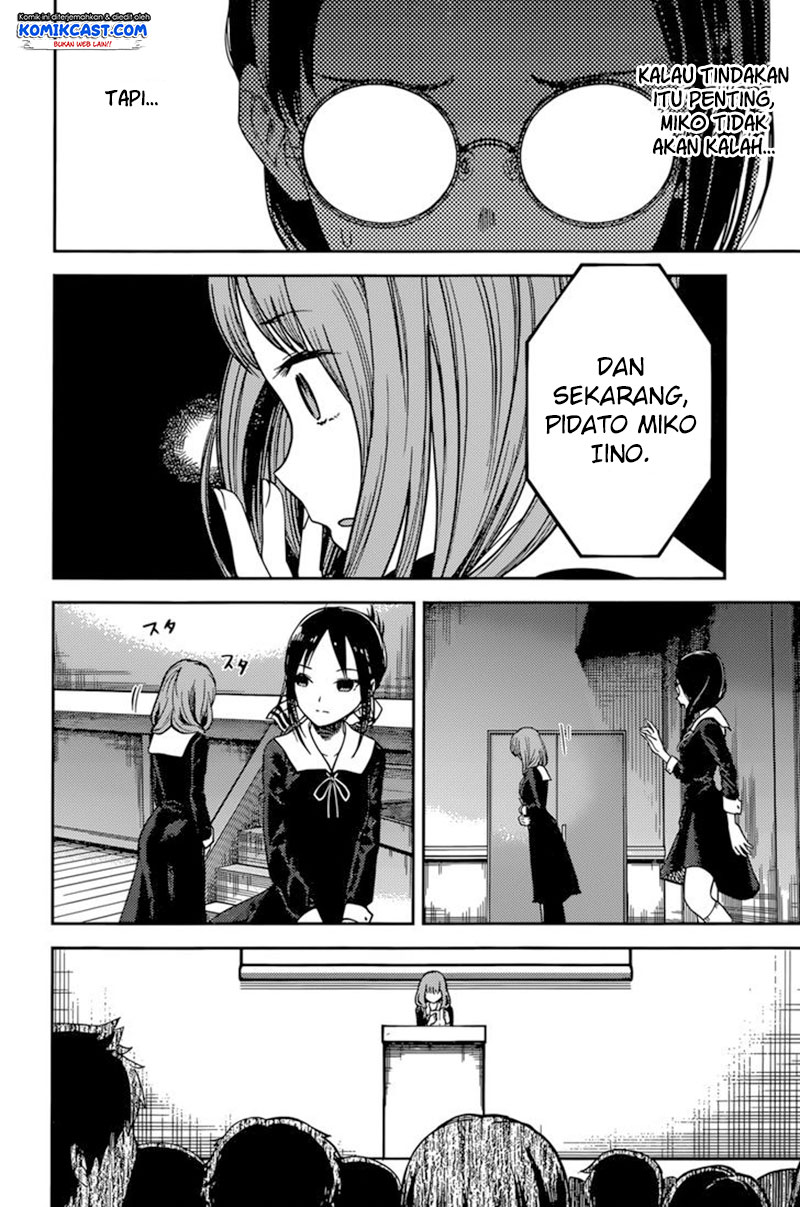 Komik ini diterjemahkan & diedit oleh
KOMIKCAST.COM
BUKAN WEB LAIN!!
KALAU TINDAKAN
ITU PENTING,
MIKO TIDAK
AKAN KALAH...
TAPI...
DAN
SEKARANG,
PIDATO MIKO
IINO.
スタ
スタ